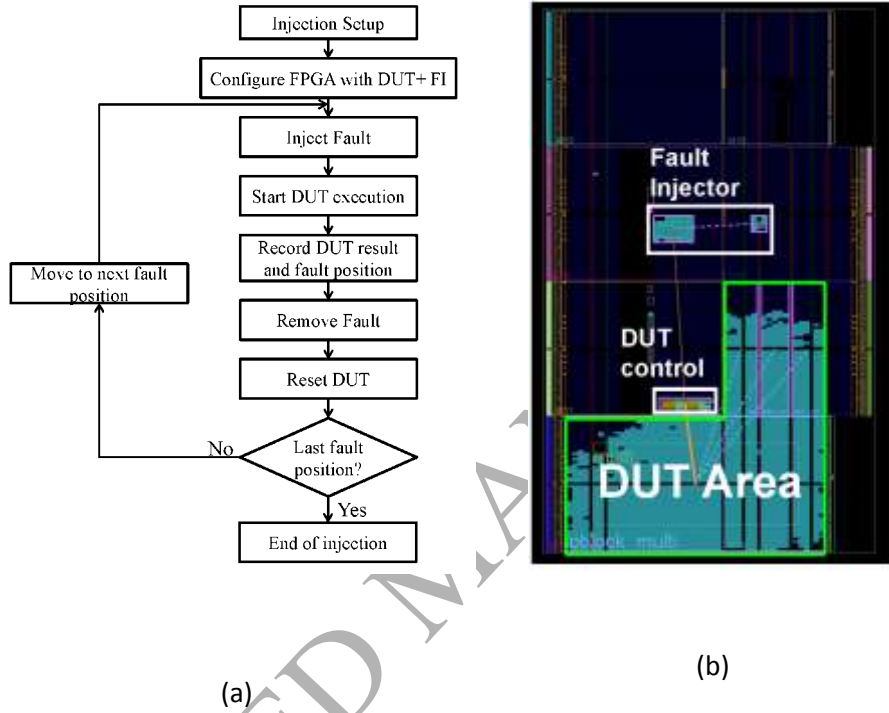 Injection Setup
Configure FPGA with DUT+ FI
Inject Fault
Start DUT execution
Record DUT result
and fault position
Move to next fault
position
Remove Fault
Reset DUT
No
Last fault
position?
Yes
End of injection
(a)
Fault
Injector
DUT
control
DUT Area
pblock_multi
(b)